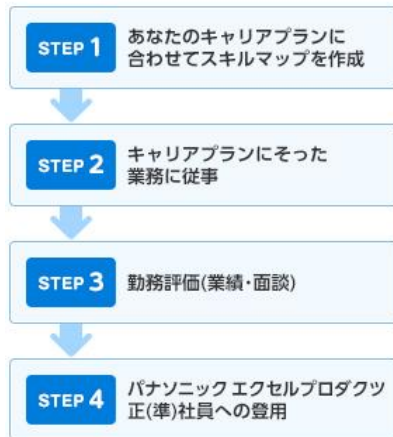 STEP 1
あなたのキャリアプランに
合わせてスキルマップを作成
STEP 2
キャリアプランにそった
業務に従事
STEP 3
勤務評価(業績・面談)
STEP 4
パナソニック エクセルプロダクツ
正(準)社員への登用